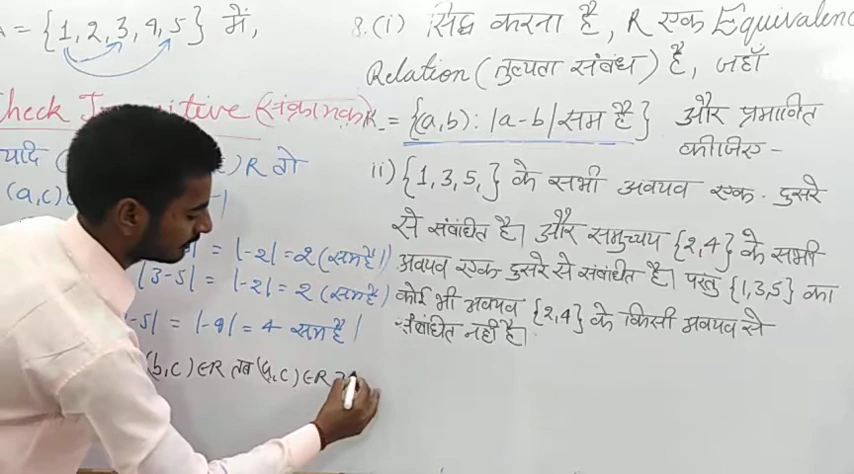 = {1,2,3,4,5} में,
Check Transitive (संक्रामक)
यदि ( ) R तो
(a,c)
= |-2| = 2 (सम है।)
|3-5| = |-2| = 2 (सम है)
-5| = |-4| = 4 सम है।
(b,c)∈R तब (a,c)∈R
8.(i) सिद्ध करना है, R एक Equivalenc
Relation (तुल्यता संबंध) है, जहाँ
R = {(a,b): |a-b| सम है} और प्रमाणित
कीजिए -
ii) {1,3,5,} के सभी अवयव एक दुसरे
से संबंधित है। और समुच्चय {2,4} के सभी
अवयव एक दुसरे से संबंधित है। परंतु {1,3,5} का
कोई भी अवयव {2,4} के किसी अवयव से
संबंधित नहीं है।